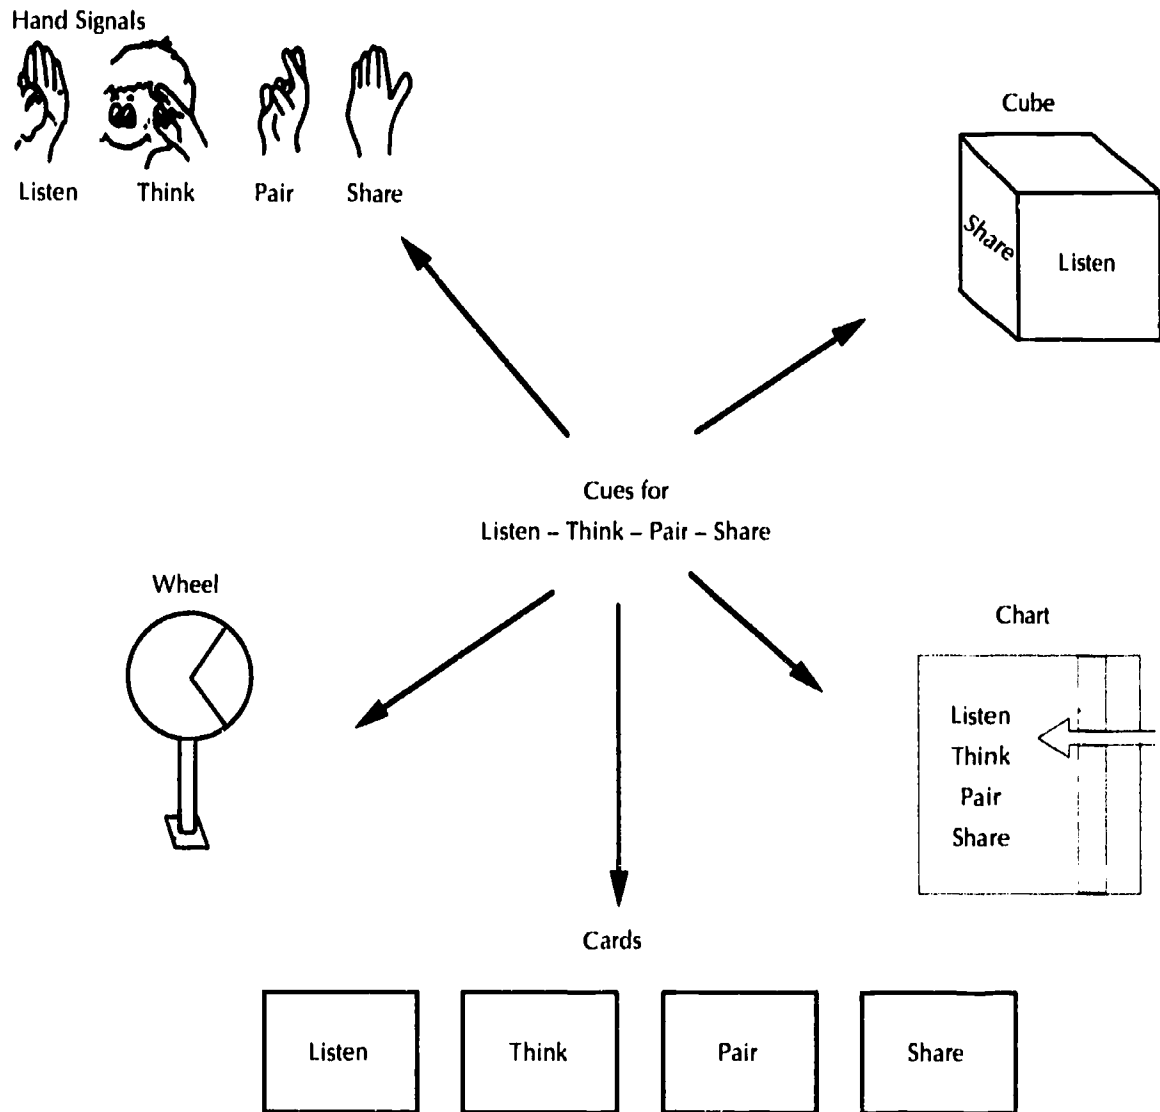 Hand Signals
Listen Think Pair Share
Cube
Share
Listen
Cues for
Listen – Think – Pair – Share
Wheel
Chart
Listen
Think
Pair
Share
Cards
Listen Think Pair Share